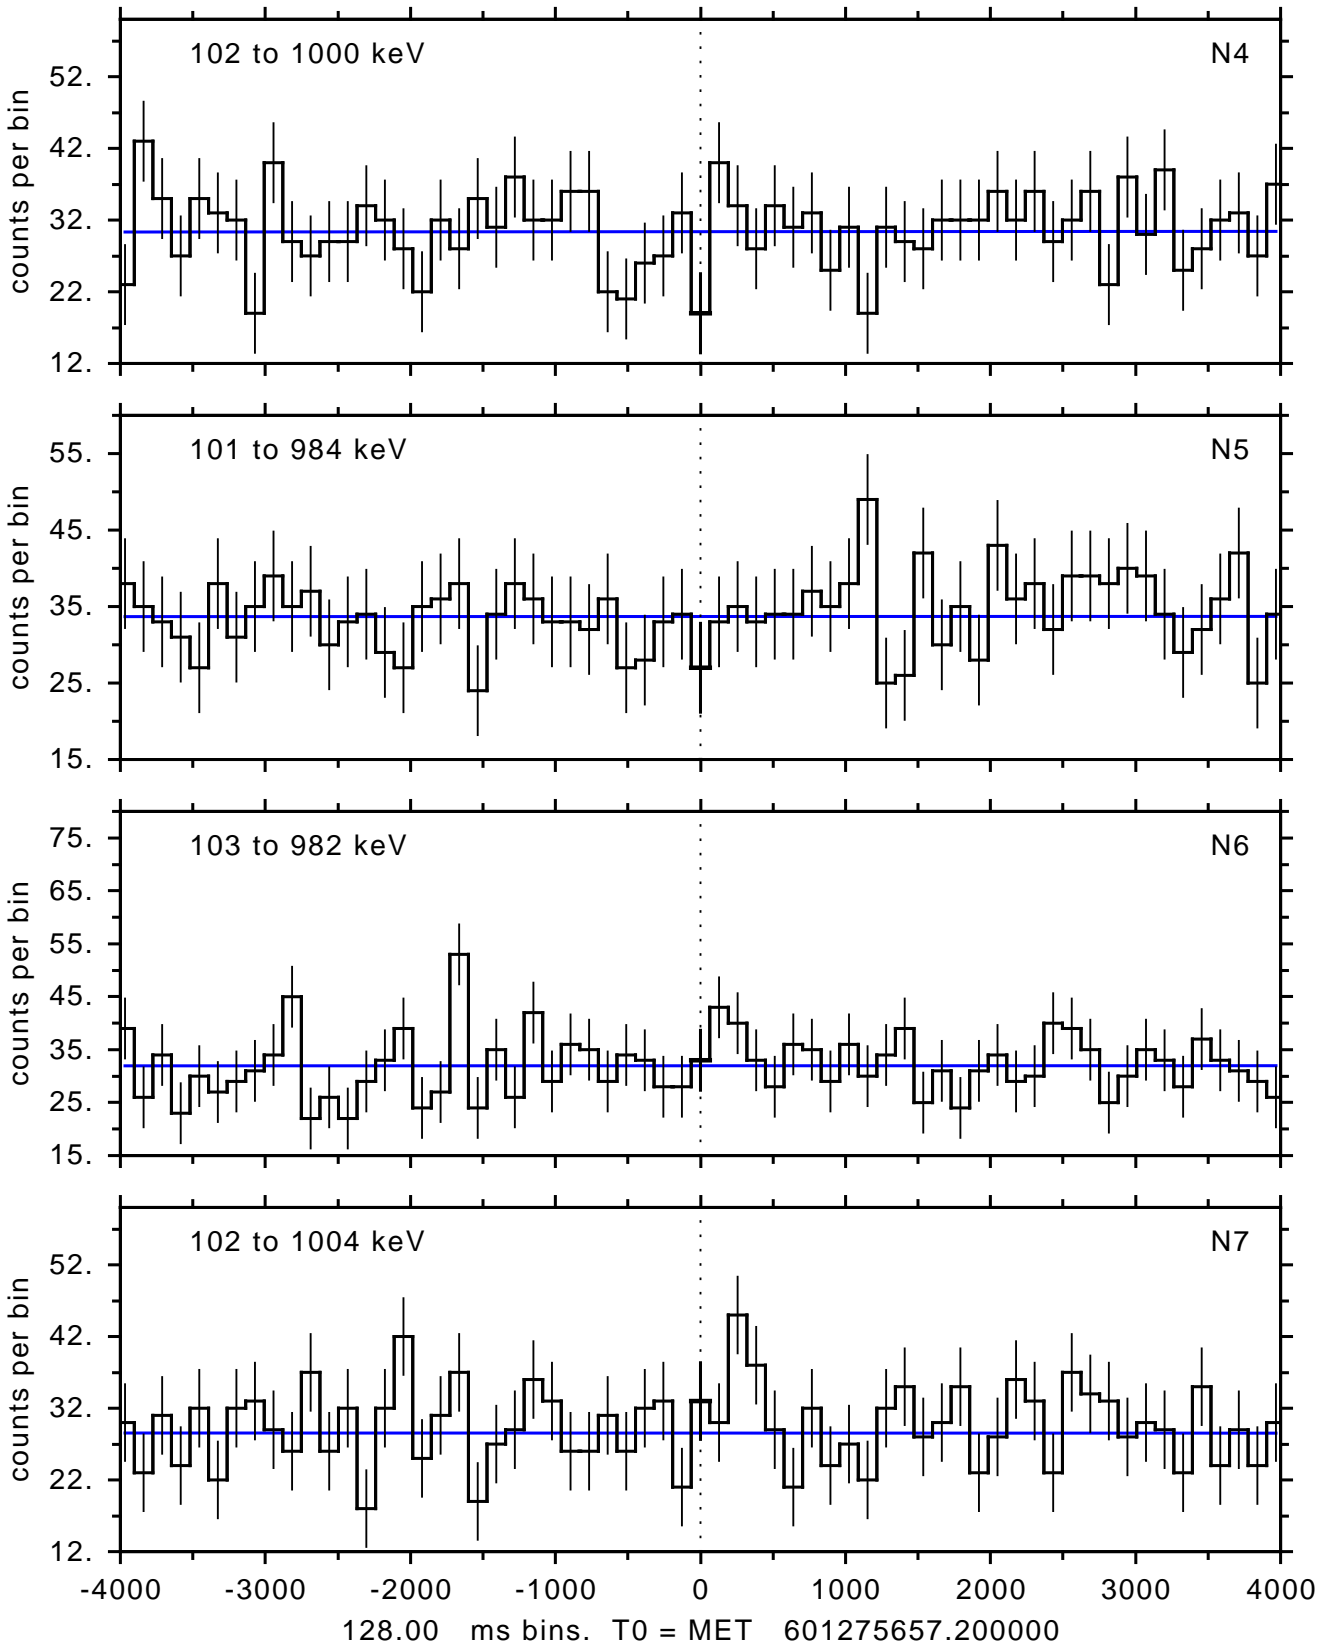 102 to 1000 keV N4
counts per bin
52.
42.
32.
22.
12.
101 to 984 keV N5
counts per bin
55.
45.
35.
25.
15.
103 to 982 keV N6
counts per bin
75.
65.
55.
45.
35.
25.
15.
102 to 1004 keV N7
counts per bin
52.
42.
32.
22.
12.
-4000 -3000 -2000 -1000 0 1000 2000 3000 4000
128.00 ms bins. T0 = MET 601275657.200000